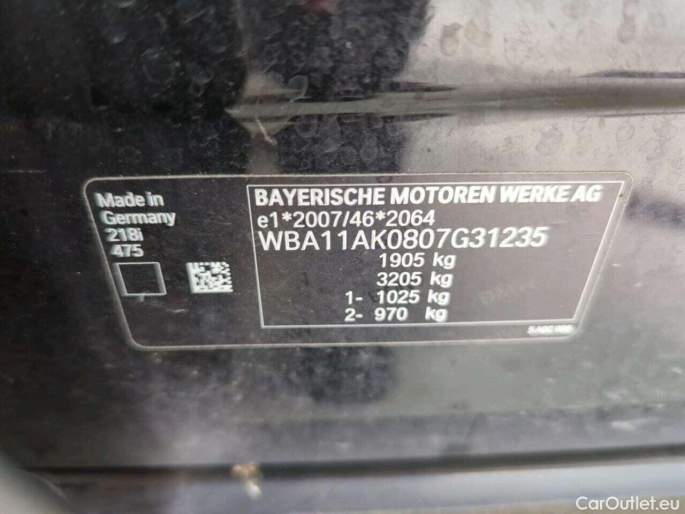 Made in
Germany
218i
475
BAYERISCHE MOTOREN WERKE AG
e1*2007/46*2064
WBA11AK0807G31235
1905 kg
3205 kg
1- 1025 kg
2- 970 kg
CarOutlet.eu